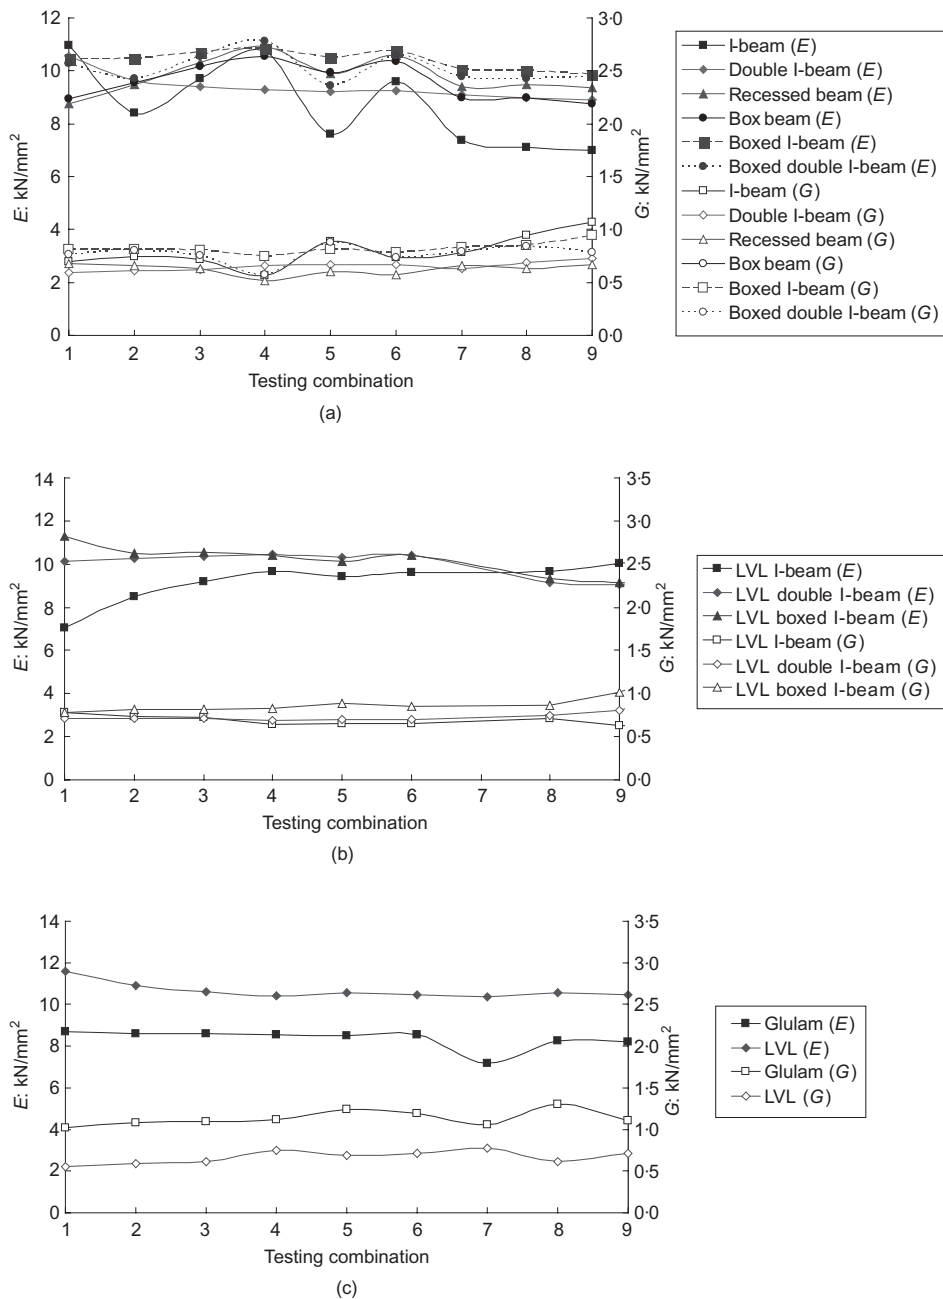 12
10
8
6
4
2
0
E: kN/mm²
3·0
2·5
2·0
1·5
1·0
0·5
0·0
G: kN/mm²
1 2 3 4 5 6 7 8 9
Testing combination
(a)
I-beam (E)
Double I-beam (E)
Recessed beam (E)
Box beam (E)
Boxed I-beam (E)
Boxed double I-beam (E)
I-beam (G)
Double I-beam (G)
Recessed beam (G)
Box beam (G)
Boxed I-beam (G)
Boxed double I-beam (G)
14
12
10
8
6
4
2
0
E: kN/mm²
3·5
3·0
2·5
2·0
1·5
1·0
0·5
0·0
G: kN/mm²
1 2 3 4 5 6 7 8 9
Testing combination
(b)
LVL I-beam (E)
LVL double I-beam (E)
LVL boxed I-beam (E)
LVL I-beam (G)
LVL double I-beam (G)
LVL boxed I-beam (G)
14
12
10
8
6
4
2
0
E: kN/mm²
3·5
3·0
2·5
2·0
1·5
1·0
0·5
0·0
G: kN/mm²
1 2 3 4 5 6 7 8 9
Testing combination
(c)
Glulam (E)
LVL (E)
Glulam (G)
LVL (G)